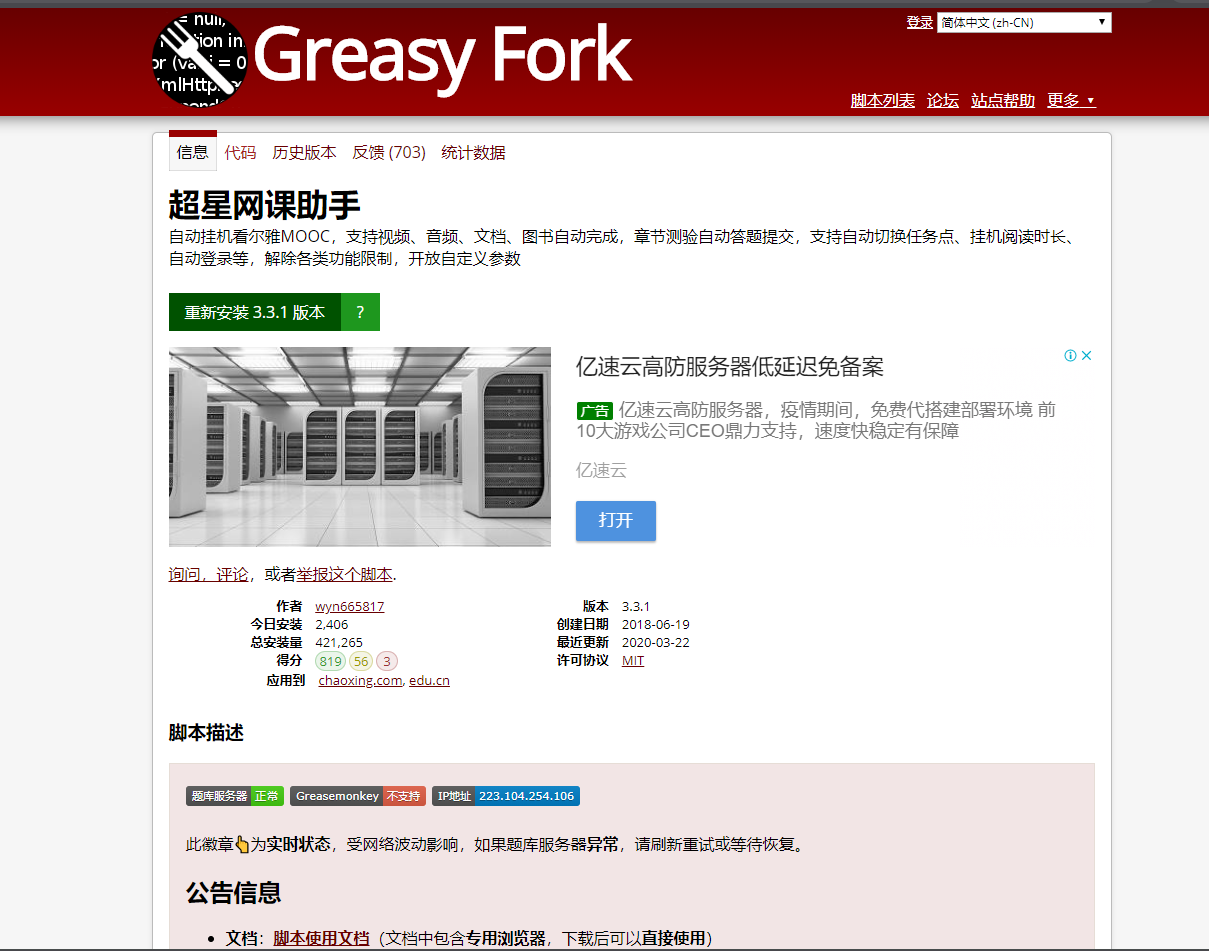 登录 简体中文 (zh-CN)
= null,
tion in
or (va i = 0
XmlHttp
Greasy Fork
脚本列表 论坛 站点帮助 更多 ▼
信息 代码 历史版本 反馈 (703) 统计数据
超星网课助手
自动挂机看尔雅MOOC，支持视频、音频、文档、图书自动完成，章节测验自动答题提交，支持自动切换任务点、挂机阅读时长、
自动登录等，解除各类功能限制，开放自定义参数
重新安装 3.3.1 版本 ?
亿速云高防服务器低延迟免备案
广告 亿速云高防服务器，疫情期间，免费代搭建部署环境 前
10大游戏公司CEO鼎力支持，速度快稳定有保障
亿速云
打开
询问，评论，或者举报这个脚本.
作者 wyn665817 版本 3.3.1
今日安装 2,406 创建日期 2018-06-19
总安装量 421,265 最近更新 2020-03-22
得分 819 56 3 许可协议 MIT
应用到 chaoxing.com, edu.cn
脚本描述
题库服务器 正常 Greasemonkey 不支持 IP地址 223.104.254.106
此徽章👆为实时状态，受网络波动影响，如果题库服务器异常，请刷新重试或等待恢复。
公告信息
• 文档：脚本使用文档（文档中包含专用浏览器，下载后可以直接使用）